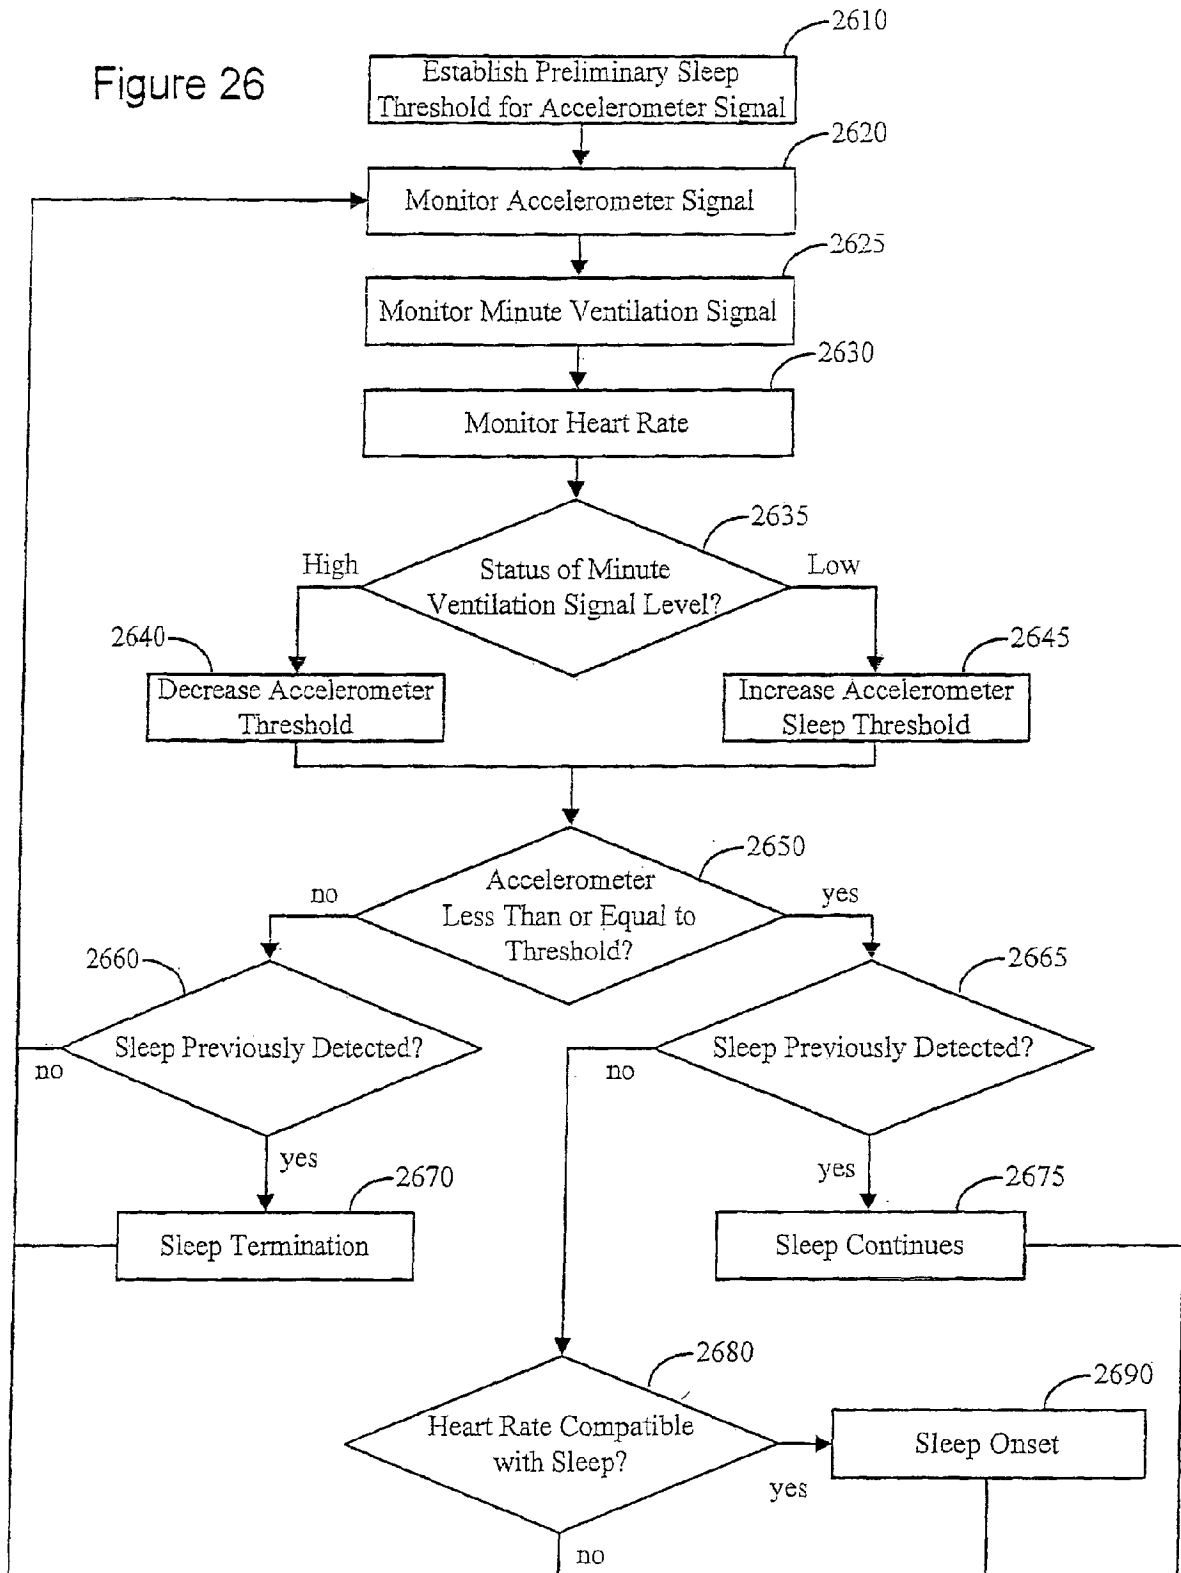 Figure 26
2610
Establish Preliminary Sleep
Threshold for Accelerometer Signal
2620
Monitor Accelerometer Signal
2625
Monitor Minute Ventilation Signal
2630
Monitor Heart Rate
2635
High
Status of Minute
Ventilation Signal Level?
Low
2640
Decrease Accelerometer
Threshold
2645
Increase Accelerometer
Sleep Threshold
2650
no
Accelerometer
Less Than or Equal to
Threshold?
yes
2660
Sleep Previously Detected?
no
yes
2665
Sleep Previously Detected?
no
yes
2670
Sleep Termination
2675
Sleep Continues
2680
Heart Rate Compatible
with Sleep?
yes
no
2690
Sleep Onset